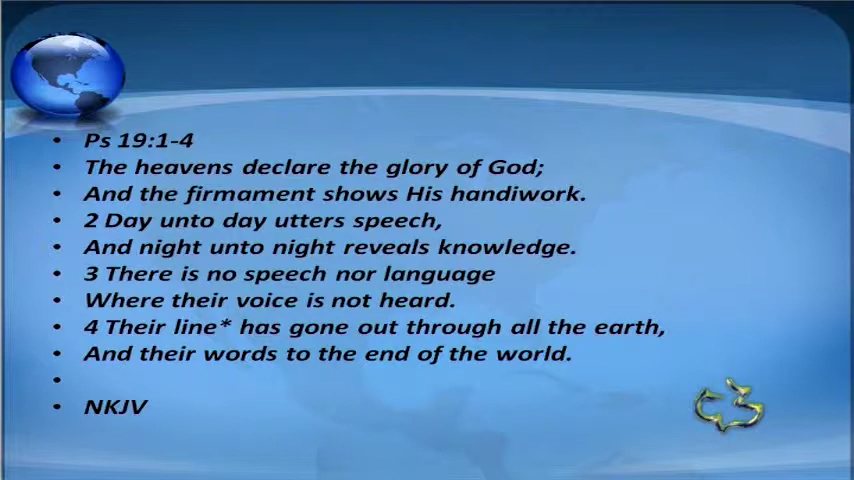 • Ps 19:1-4
• The heavens declare the glory of God;
• And the firmament shows His handiwork.
• 2 Day unto day utters speech,
• And night unto night reveals knowledge.
• 3 There is no speech nor language
• Where their voice is not heard.
• 4 Their line* has gone out through all the earth,
• And their words to the end of the world.
•
• NKJV